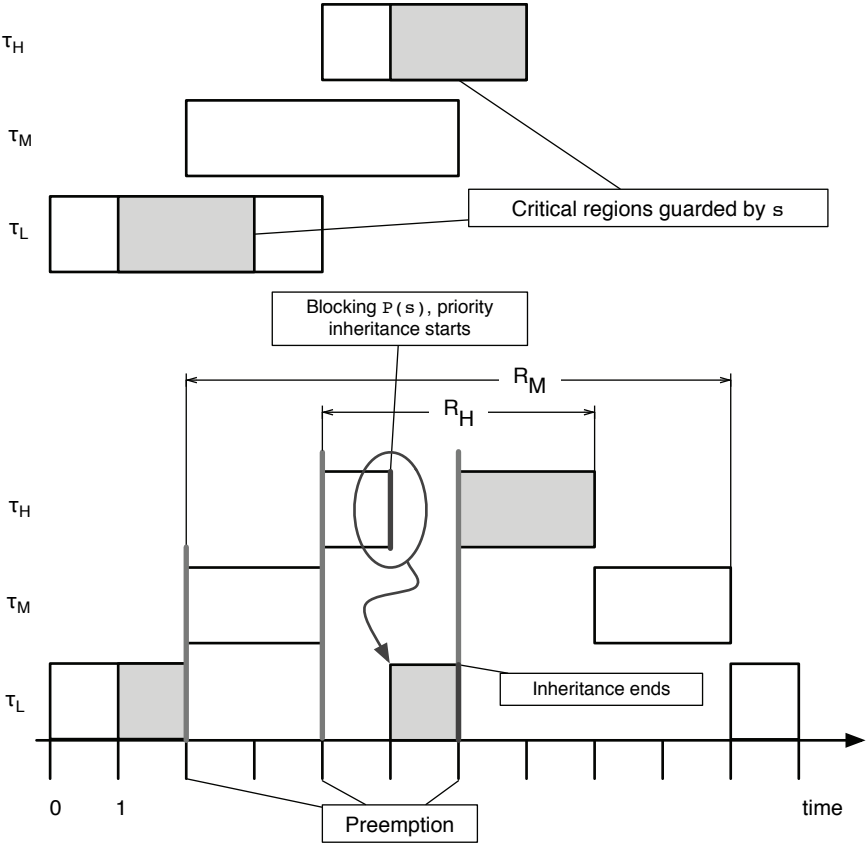 τH
τM
τL
Critical regions guarded by s
Blocking P(s), priority
inheritance starts
RM
RH
τH
τM
τL
Inheritance ends
0 1 time
Preemption